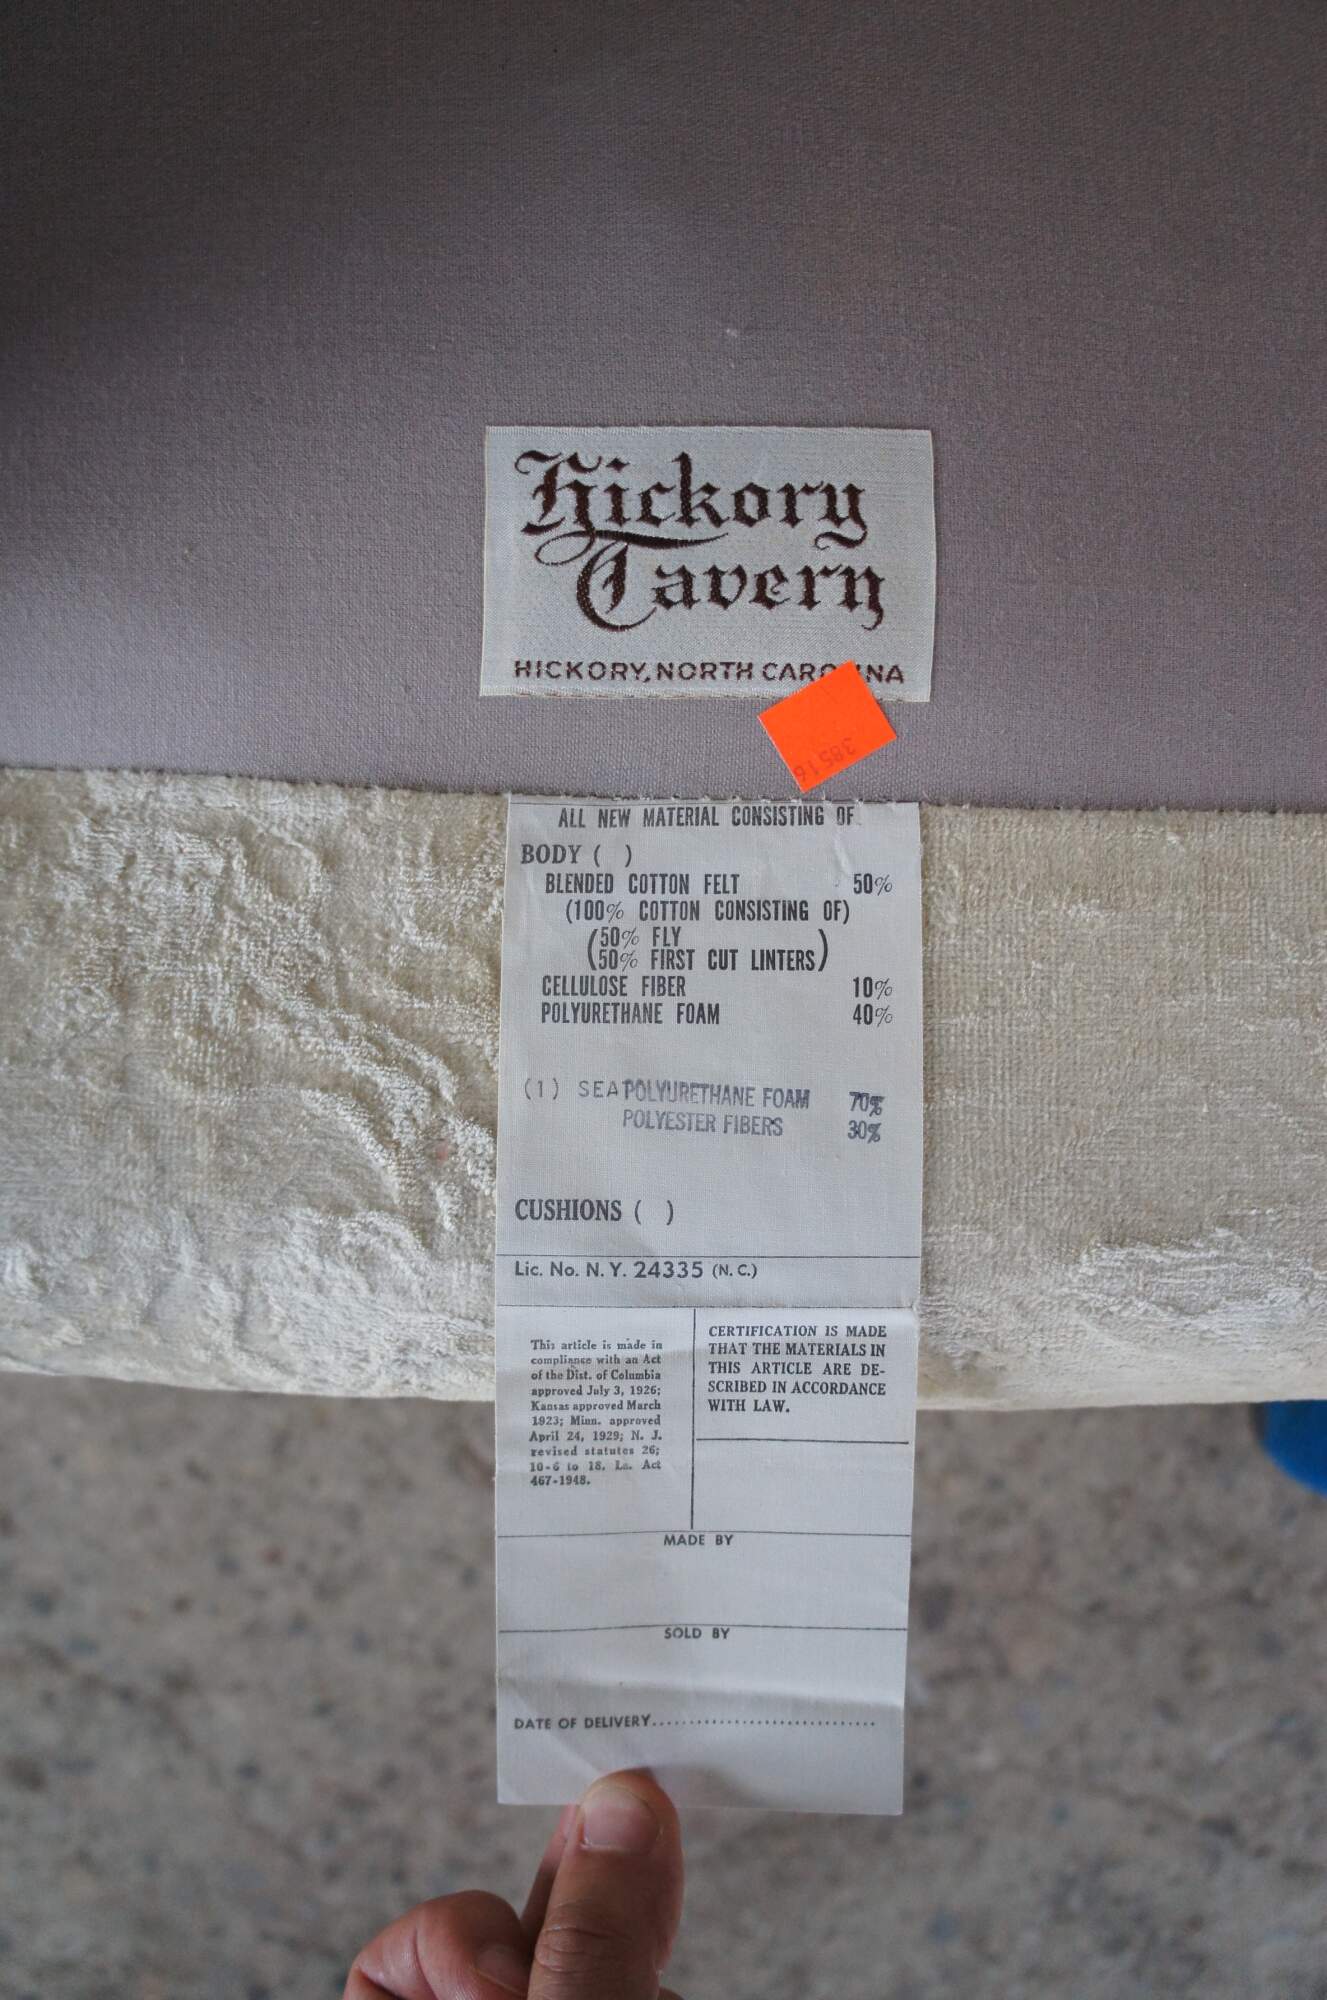 Hickory
Tavern
HICKORY, NORTH CAROLINA
38516
ALL NEW MATERIAL CONSISTING OF
BODY ( )
BLENDED COTTON FELT 50%
(100% COTTON CONSISTING OF)
(50% FLY
50% FIRST CUT LINTERS)
CELLULOSE FIBER 10%
POLYURETHANE FOAM 40%
(1) SEAT POLYURETHANE FOAM 70%
POLYESTER FIBERS 30%
CUSHIONS ( )
Lic. No. N. Y. 24335 (N. C.)
This article is made in
compliance with an Act
of the Dist. of Columbia
approved July 3, 1926;
Kansas approved March
1923; Minn. approved
April 24, 1929; N. J.
revised statutes 26;
10-6 to 18. La. Act
467-1948.
CERTIFICATION IS MADE
THAT THE MATERIALS IN
THIS ARTICLE ARE DE-
SCRIBED IN ACCORDANCE
WITH LAW.
MADE BY
SOLD BY
DATE OF DELIVERY..............................